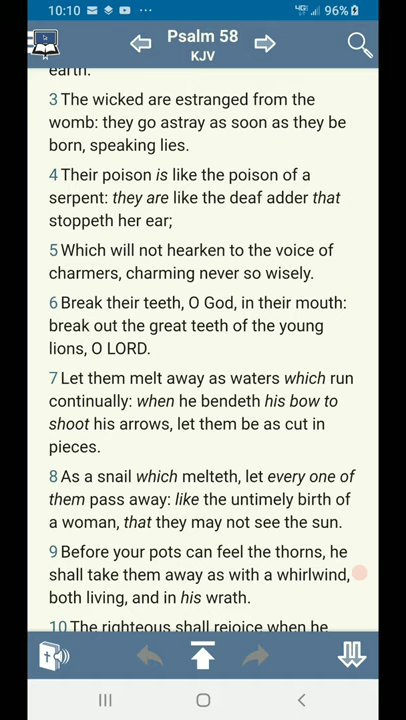 10:10 ... 96%
Psalm 58
KJV
earth.
3 The wicked are estranged from the
womb: they go astray as soon as they be
born, speaking lies.
4 Their poison is like the poison of a
serpent: they are like the deaf adder that
stoppeth her ear;
5 Which will not hearken to the voice of
charmers, charming never so wisely.
6 Break their teeth, O God, in their mouth:
break out the great teeth of the young
lions, O LORD.
7 Let them melt away as waters which run
continually: when he bendeth his bow to
shoot his arrows, let them be as cut in
pieces.
8 As a snail which melteth, let every one of
them pass away: like the untimely birth of
a woman, that they may not see the sun.
9 Before your pots can feel the thorns, he
shall take them away as with a whirlwind,
both living, and in his wrath.
10 The righteous shall rejoice when he